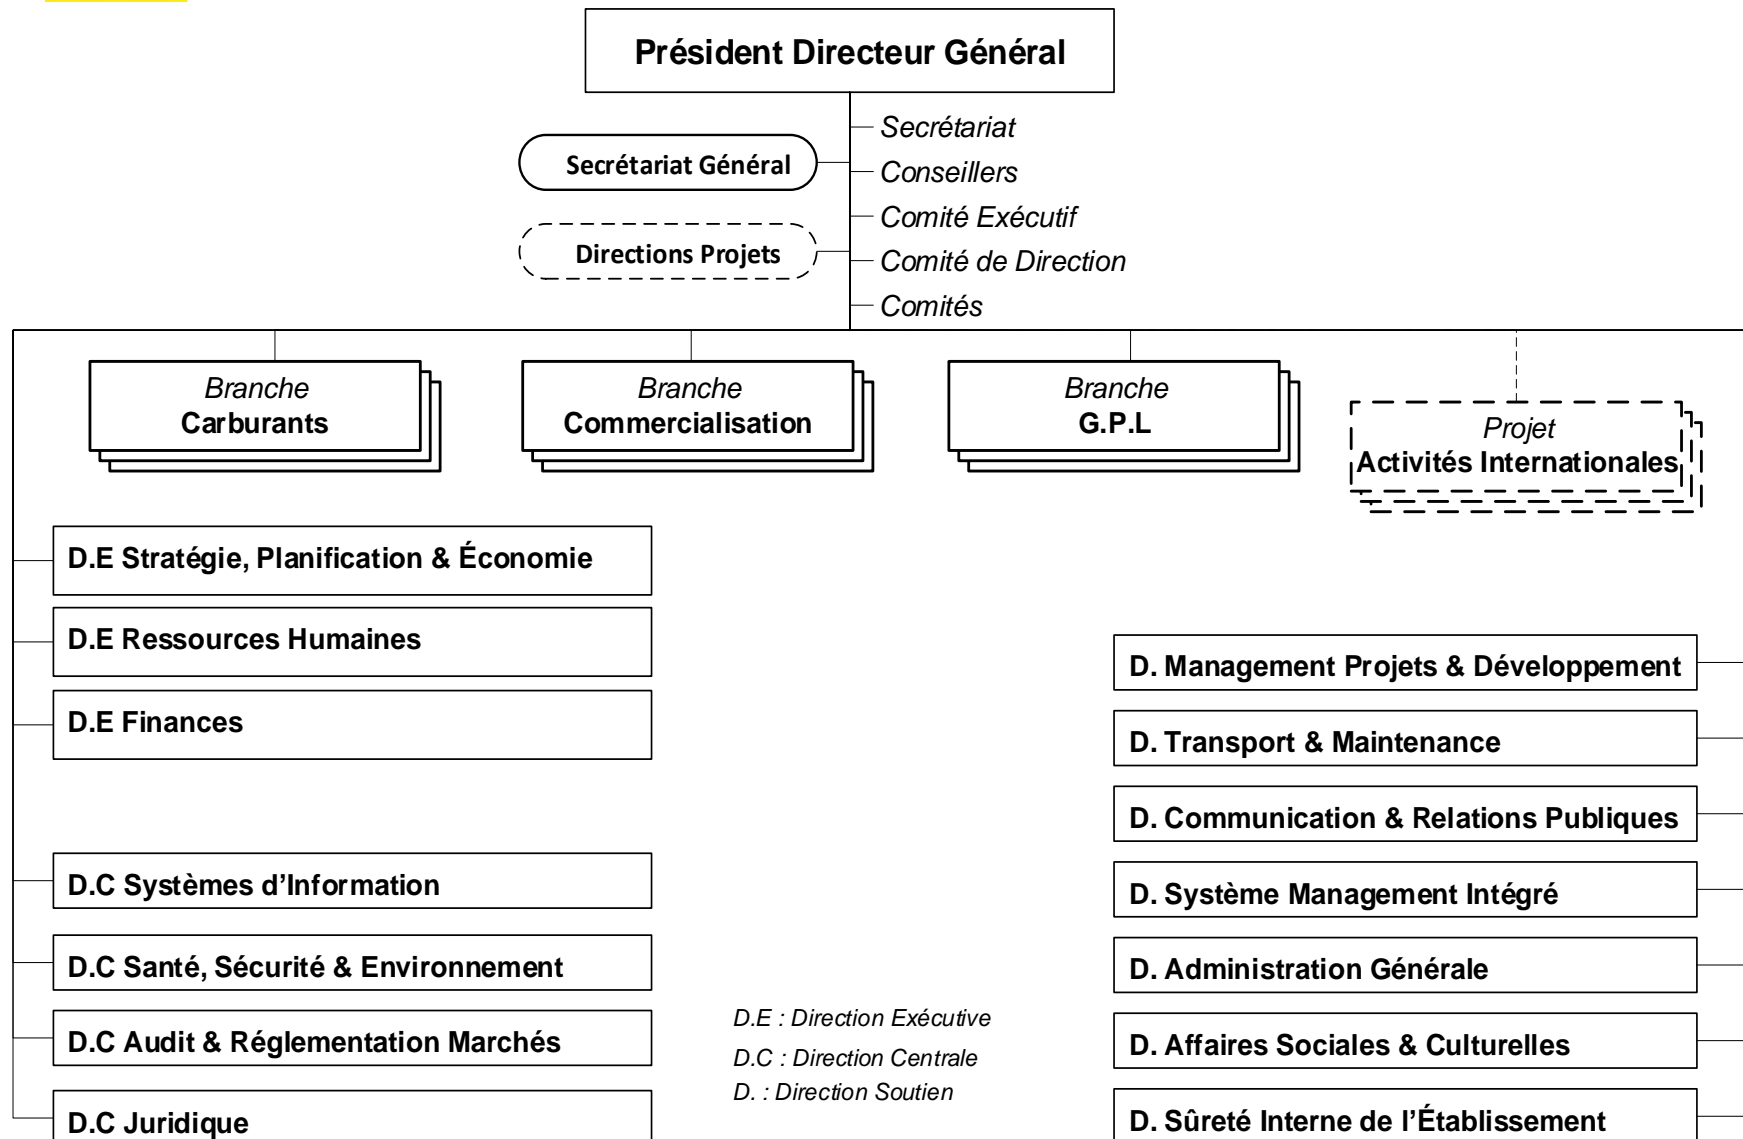 Président Directeur Général
Secrétariat
Secrétariat Général
Conseillers
Comité Exécutif
Directions Projets
Comité de Direction
Comités
Branche
Carburants
Branche
Commercialisation
Branche
G.P.L
Projet
Activités Internationales
D.E Stratégie, Planification & Économie
D.E Ressources Humaines
D.E Finances
D.C Systèmes d’Information
D.C Santé, Sécurité & Environnement
D.C Audit & Réglementation Marchés
D.C Juridique
D.E : Direction Exécutive
D.C : Direction Centrale
D. : Direction Soutien
D. Management Projets & Développement
D. Transport & Maintenance
D. Communication & Relations Publiques
D. Système Management Intégré
D. Administration Générale
D. Affaires Sociales & Culturelles
D. Sûreté Interne de l’Établissement